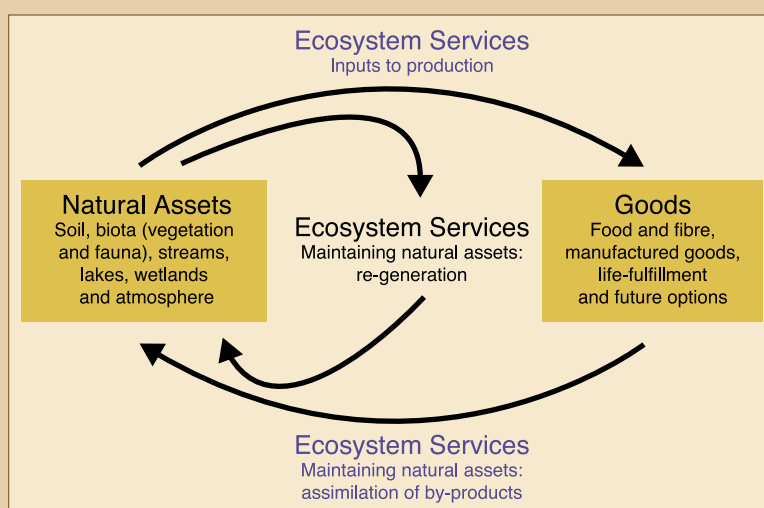 Ecosystem Services
Inputs to production
Natural Assets
Soil, biota (vegetation
and fauna), streams,
lakes, wetlands
and atmosphere
Ecosystem Services
Maintaining natural assets:
re-generation
Goods
Food and fibre,
manufactured goods,
life-fulfillment
and future options
Ecosystem Services
Maintaining natural assets:
assimilation of by-products